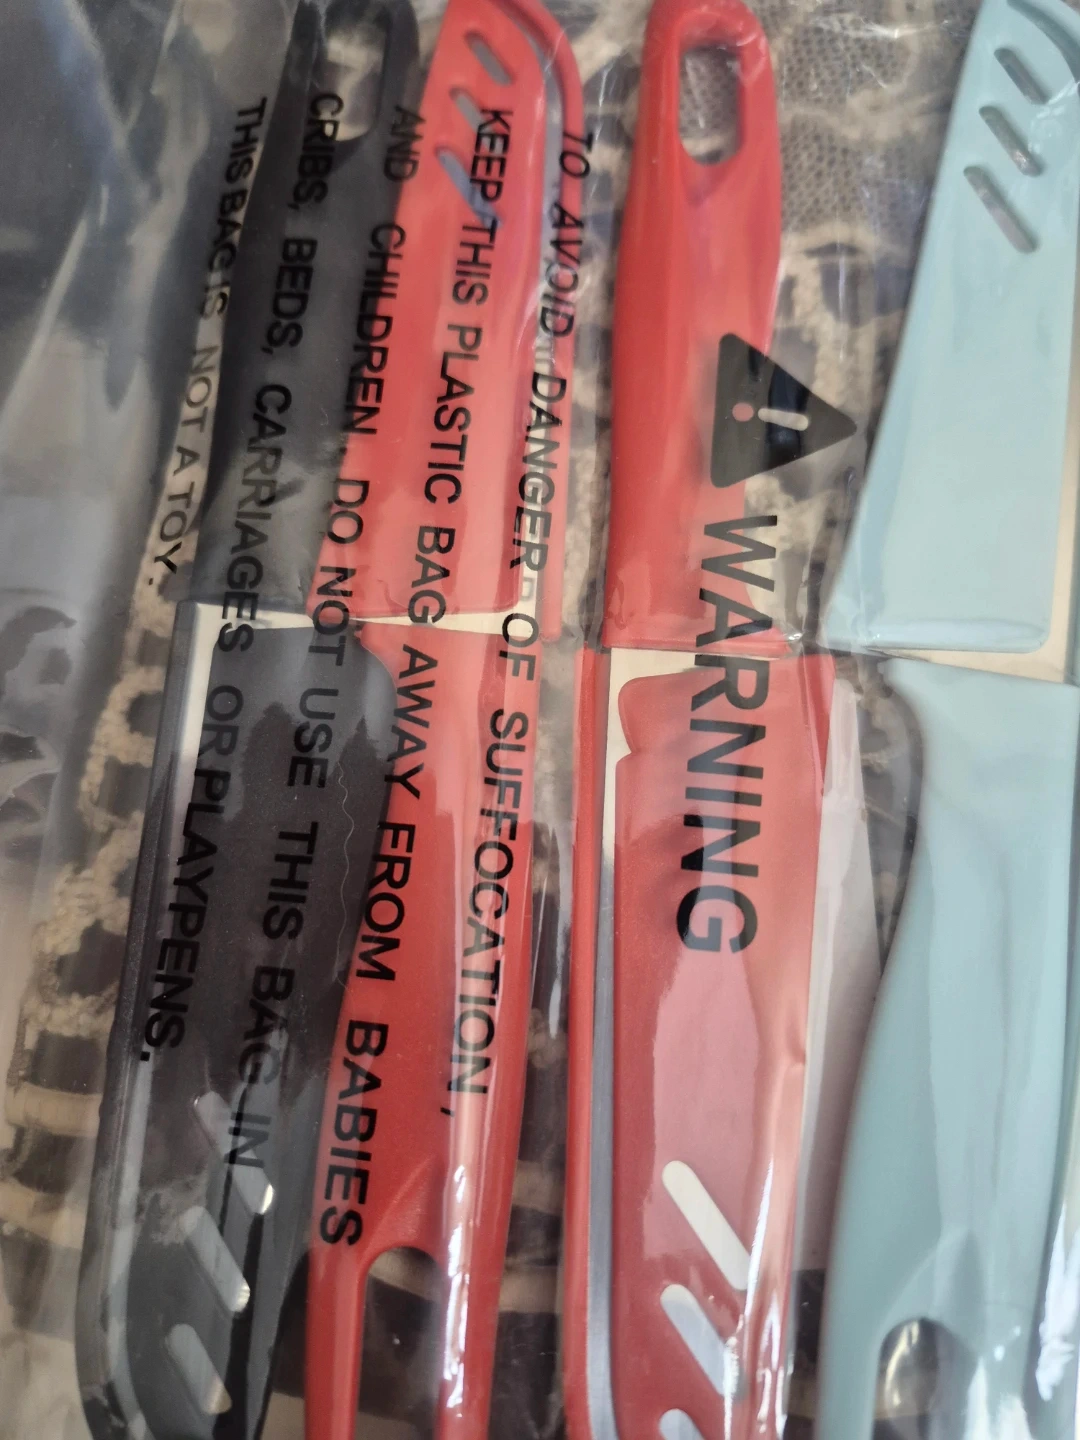 WARNING
TO AVOID DANGER OF SUFFOCATION,
KEEP THIS PLASTIC BAG AWAY FROM BABIES
AND CHILDREN. DO NOT USE THIS BAG IN
CRIBS, BEDS, CARRIAGES OR PLAYPENS.
THIS BAG IS NOT A TOY.